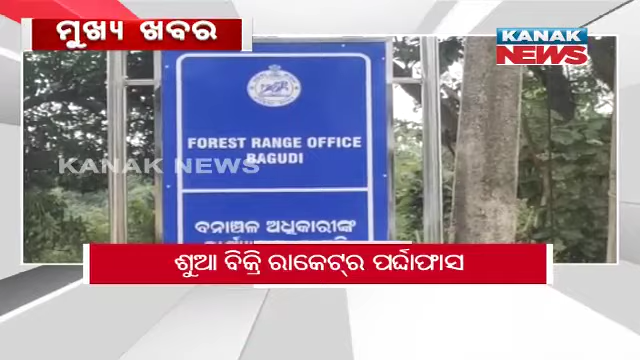 ମୁଖ୍ୟ ଖବର
KANAK
NEWS
FOREST RANGE OFFICE
BAGUDI
KANAK NEWS
ବନାଞ୍ଚଳ ଅଧିକାରୀଙ୍କ
ଶୁଆ ବିକ୍ରି ରାକେଟ୍‌ର ପର୍ଦ୍ଦାଫାସ